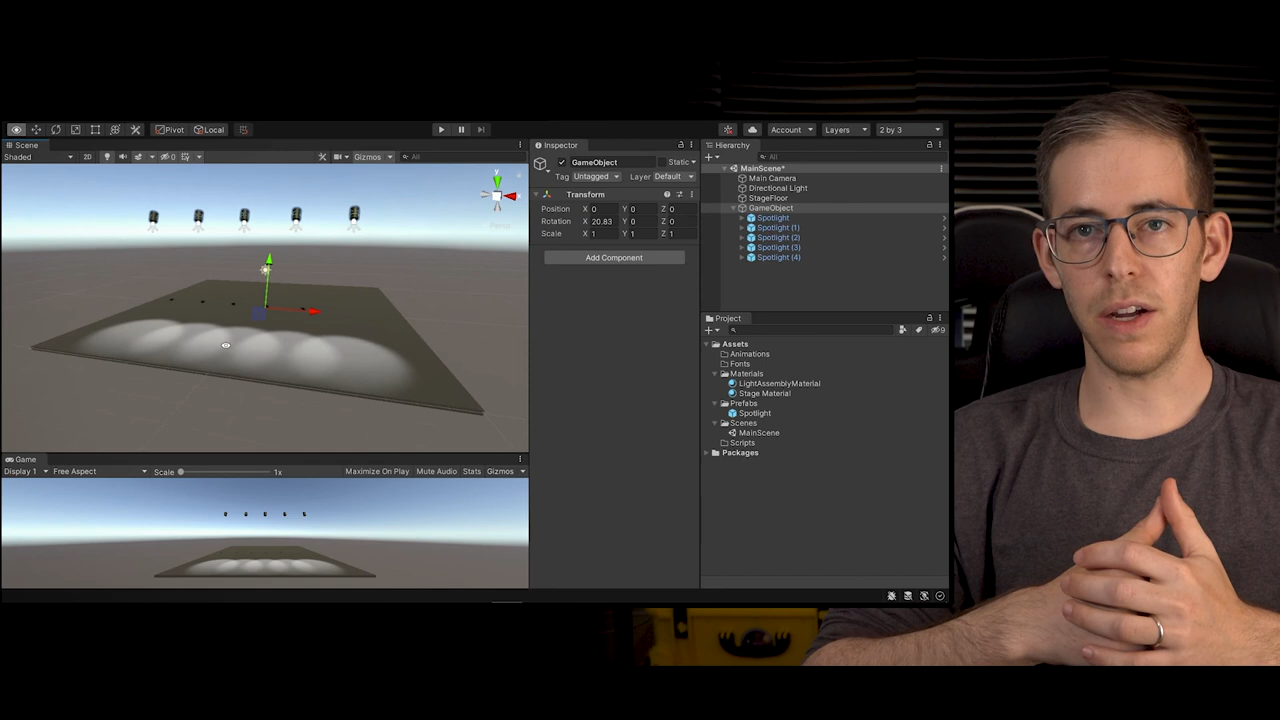 Pivot Local
Account Layers 2 by 3
Scene
Shaded 2D 0 Gizmos All
y
x
Persp
Inspector
GameObject Static
Tag Untagged Layer Default
Transform
Position X 0 Y 0 Z 0
Rotation X 20.83 Y 0 Z 0
Scale X 1 Y 1 Z 1
Add Component
Hierarchy
All
MainScene*
Main Camera
Directional Light
StageFloor
GameObject
Spotlight
Spotlight (1)
Spotlight (2)
Spotlight (3)
Spotlight (4)
Project
9
Assets
Animations
Fonts
Materials
LightAssemblyMaterial
Stage Material
Prefabs
Spotlight
Scenes
MainScene
Scripts
Packages
Game
Display 1 Free Aspect Scale 1x Maximize On Play Mute Audio Stats Gizmos